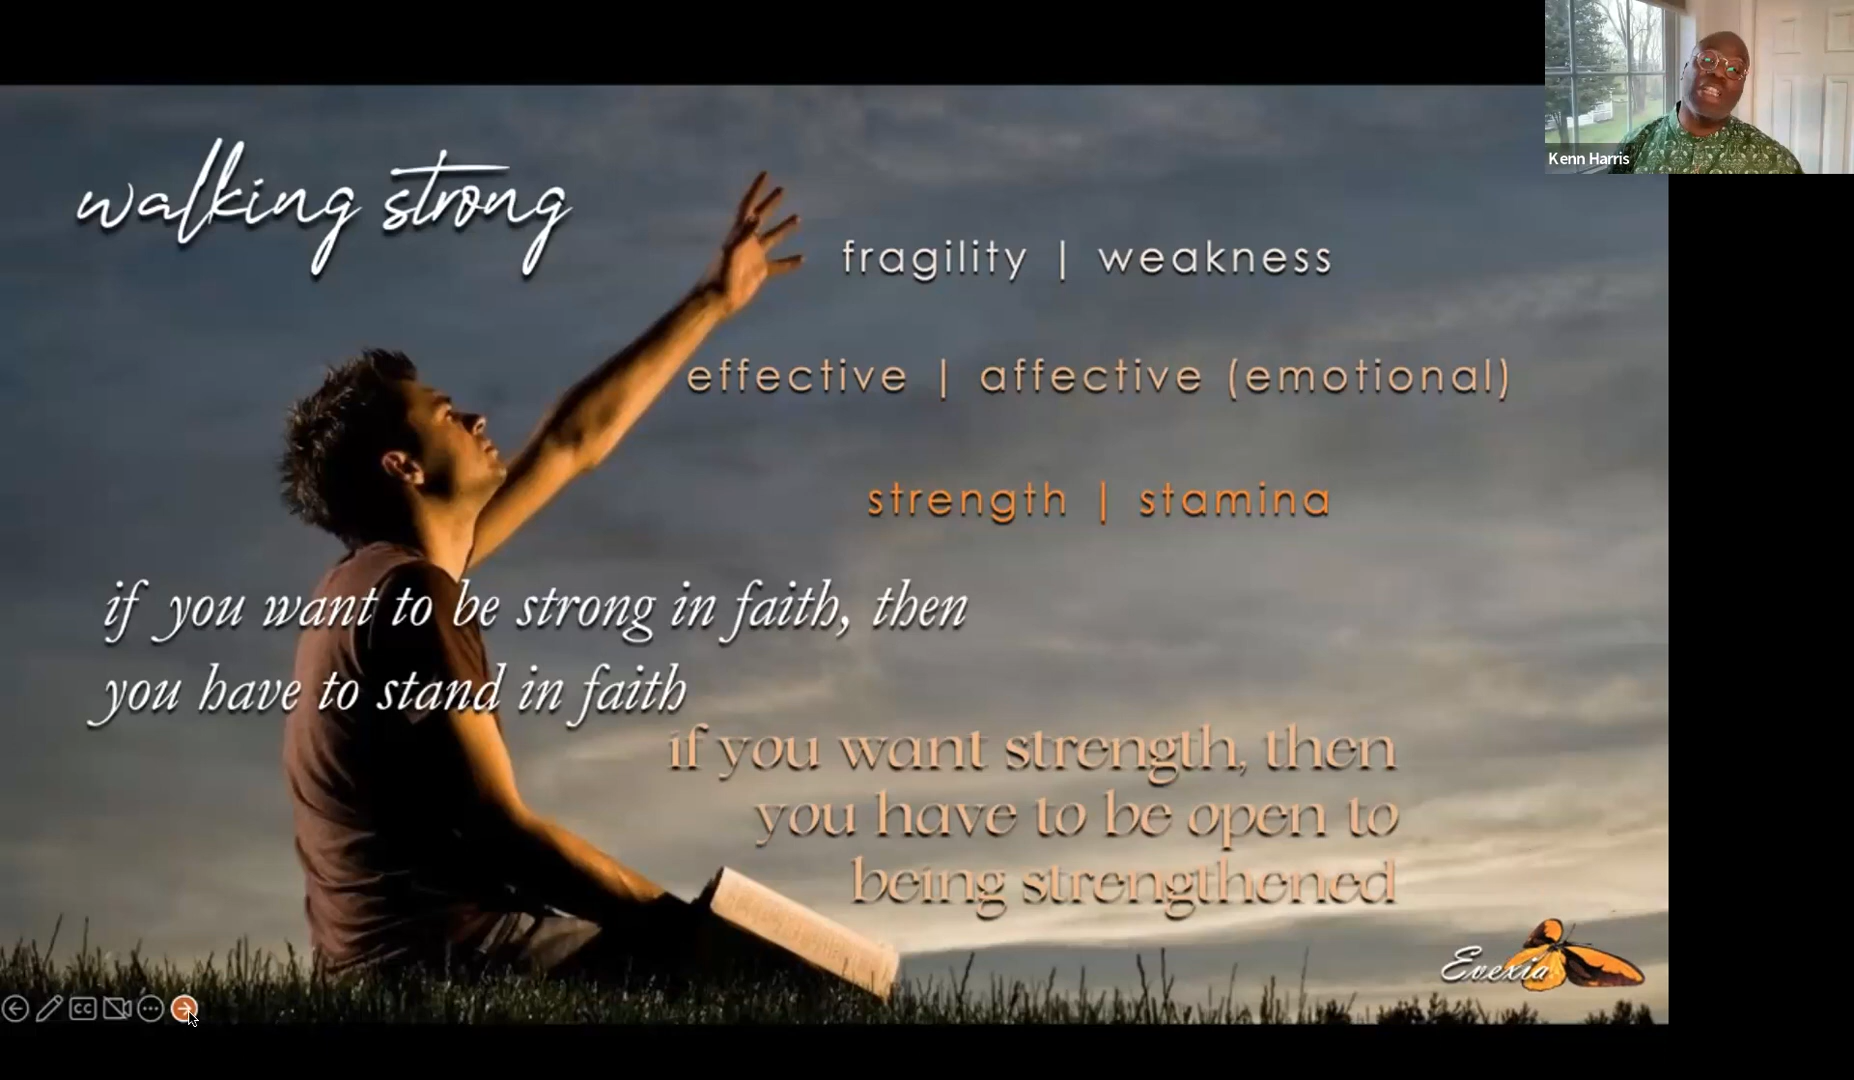 Kenn Harris
walking strong
fragility | weakness
effective | affective (emotional)
strength | stamina
if you want to be strong in faith, then
you have to stand in faith
if you want strength, then
you have to be open to
being strengthened
Evexia
CC